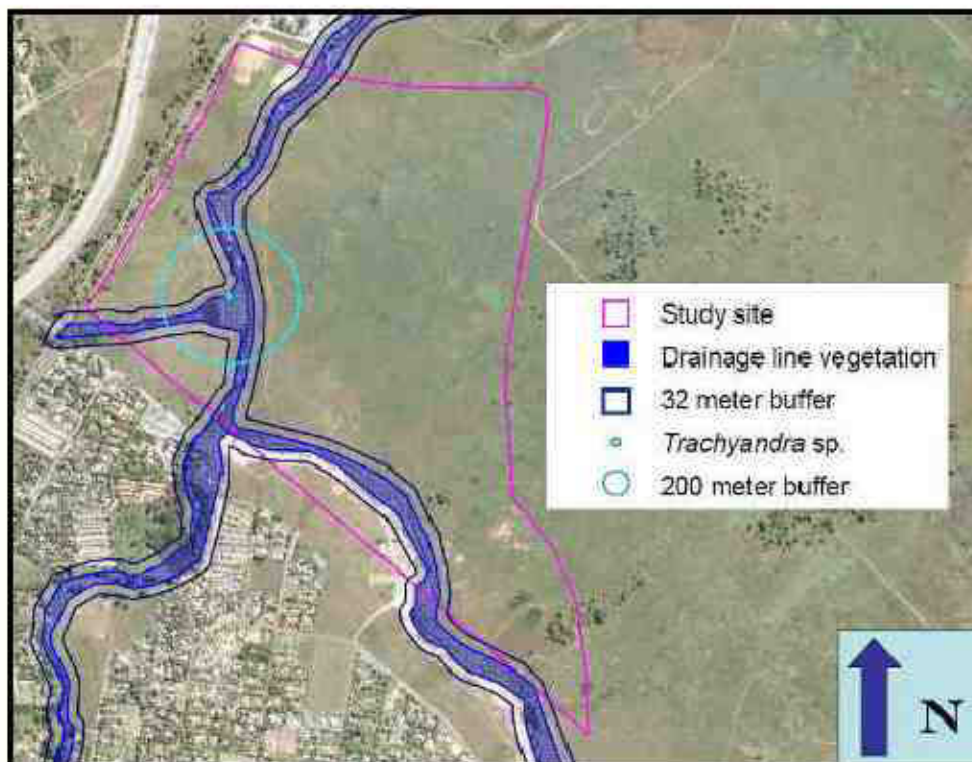 Study site
Drainage line vegetation
32 meter buffer
Trachyandra sp.
200 meter buffer
N